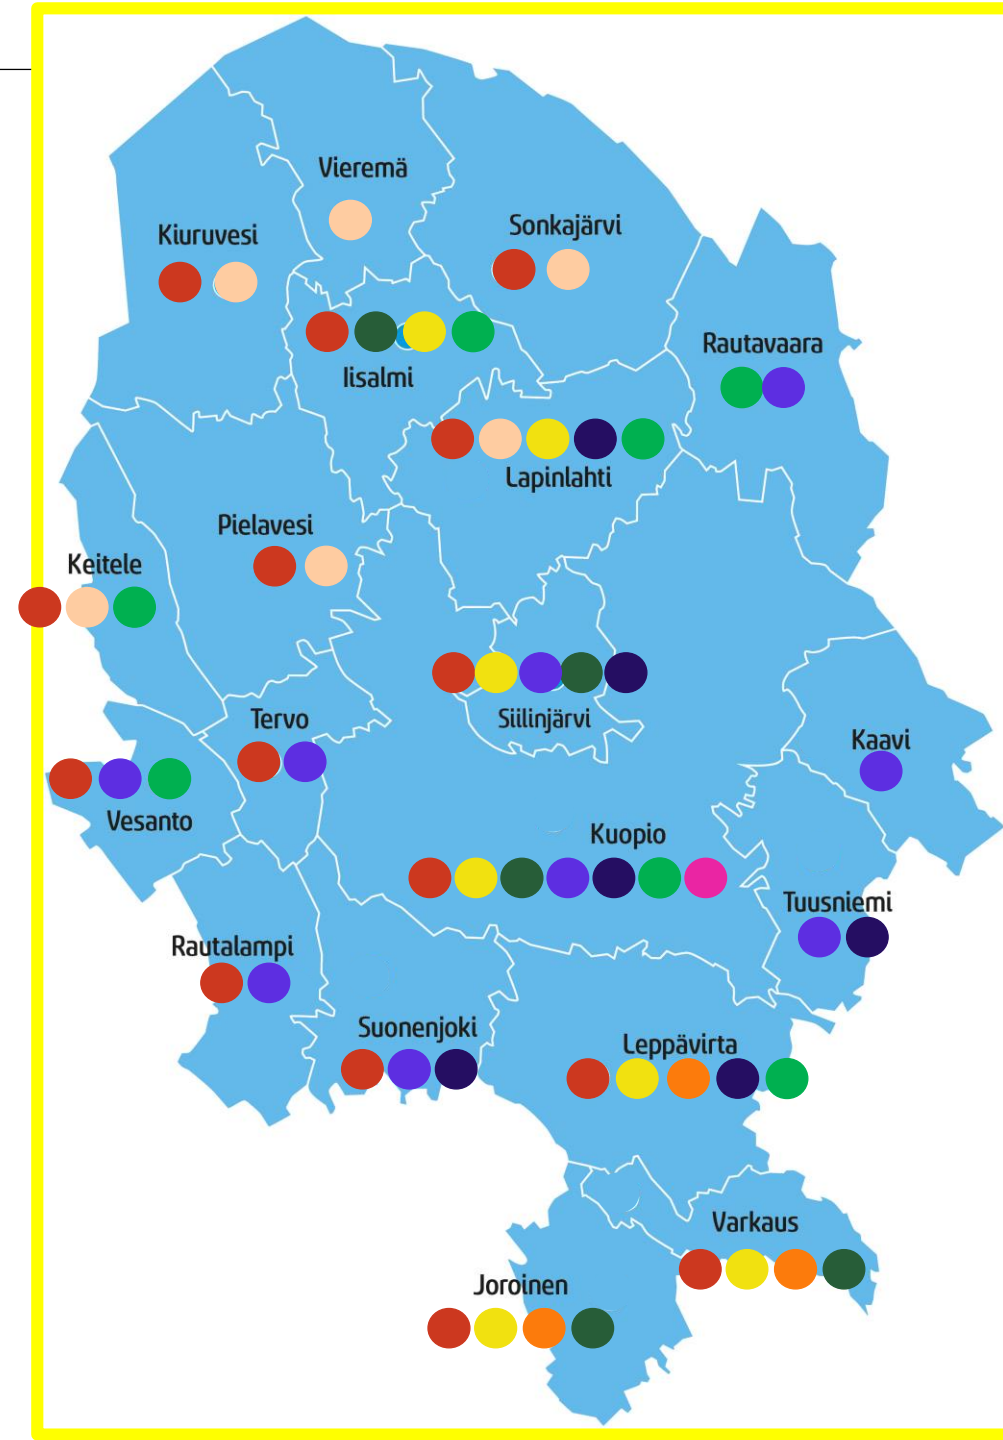 Vieremä
Kiuruvesi
Sonkajärvi
Rautavaara
Iisalmi
Lapinlahti
Pielavesi
Keitele
Tervo
Siilinjärvi
Kaavi
Vesanto
Kuopio
Tuusniemi
Rautalampi
Suonenjoki
Leppävirta
Varkaus
Joroinen